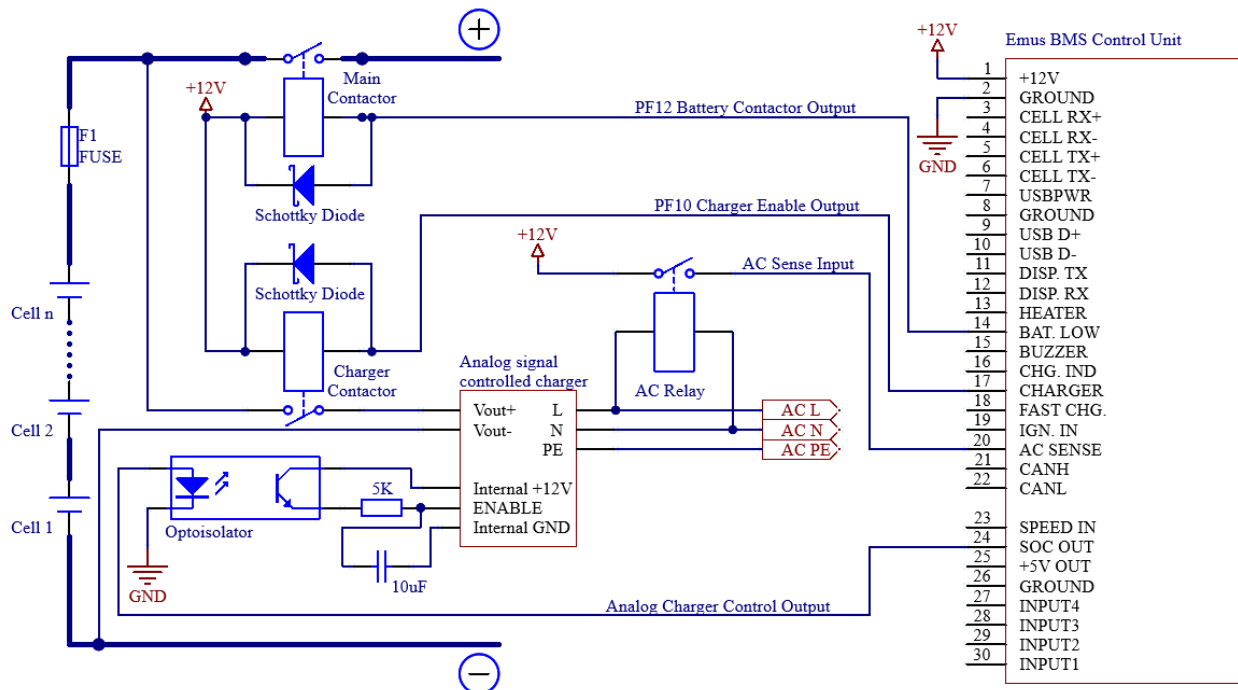 +
F1
FUSE
Cell n
Cell 2
Cell 1
+12V
Main
Contactor
Schottky Diode
Schottky Diode
Charger
Contactor
PF12 Battery Contactor Output
PF10 Charger Enable Output
+12V
AC Sense Input
AC Relay
Analog signal
controlled charger
Vout+
Vout-
Internal +12V
ENABLE
Internal GND
L
N
PE
AC L
AC N
AC PE
Optoisolator
5K
10uF
GND
Analog Charger Control Output
−
+12V
GND
Emus BMS Control Unit
1 +12V
2 GROUND
3 CELL RX+
4 CELL RX-
5 CELL TX+
6 CELL TX-
7 USBPWR
8 GROUND
9 USB D+
10 USB D-
11 DISP. TX
12 DISP. RX
13 HEATER
14 BAT. LOW
15 BUZZER
16 CHG. IND
17 CHARGER
18 FAST CHG.
19 IGN. IN
20 AC SENSE
21 CANH
22 CANL
23 SPEED IN
24 SOC OUT
25 +5V OUT
26 GROUND
27 INPUT4
28 INPUT3
29 INPUT2
30 INPUT1